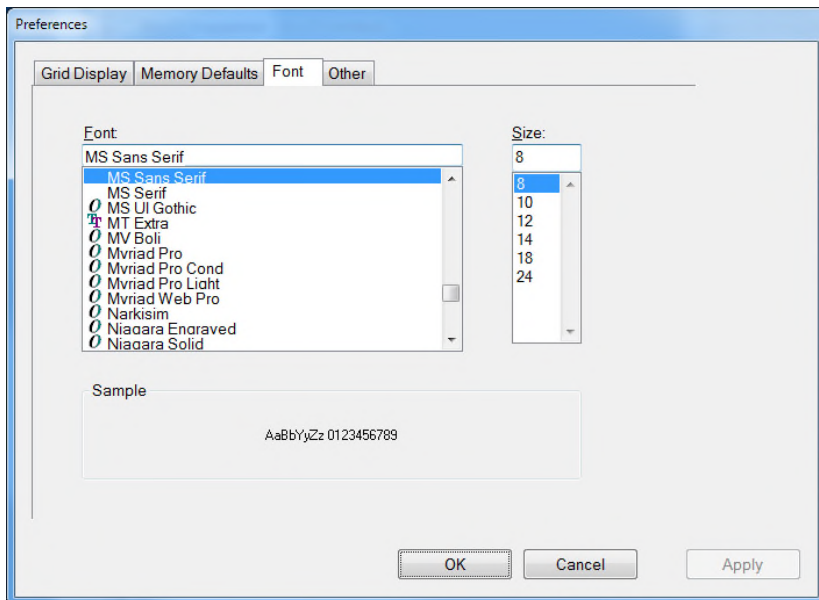 Preferences
Grid Display Memory Defaults Font Other
Font
MS Sans Serif
MS Sans Serif
MS Serif
MS UI Gothic
MT Extra
MV Boli
Myriad Pro
Myriad Pro Cond
Myriad Pro Light
Myriad Web Pro
Narkisim
Niagara Engraved
Niagara Solid
Size:
8
8
10
12
14
18
24
Sample
AaBbYyZz 0123456789
OK Cancel Apply